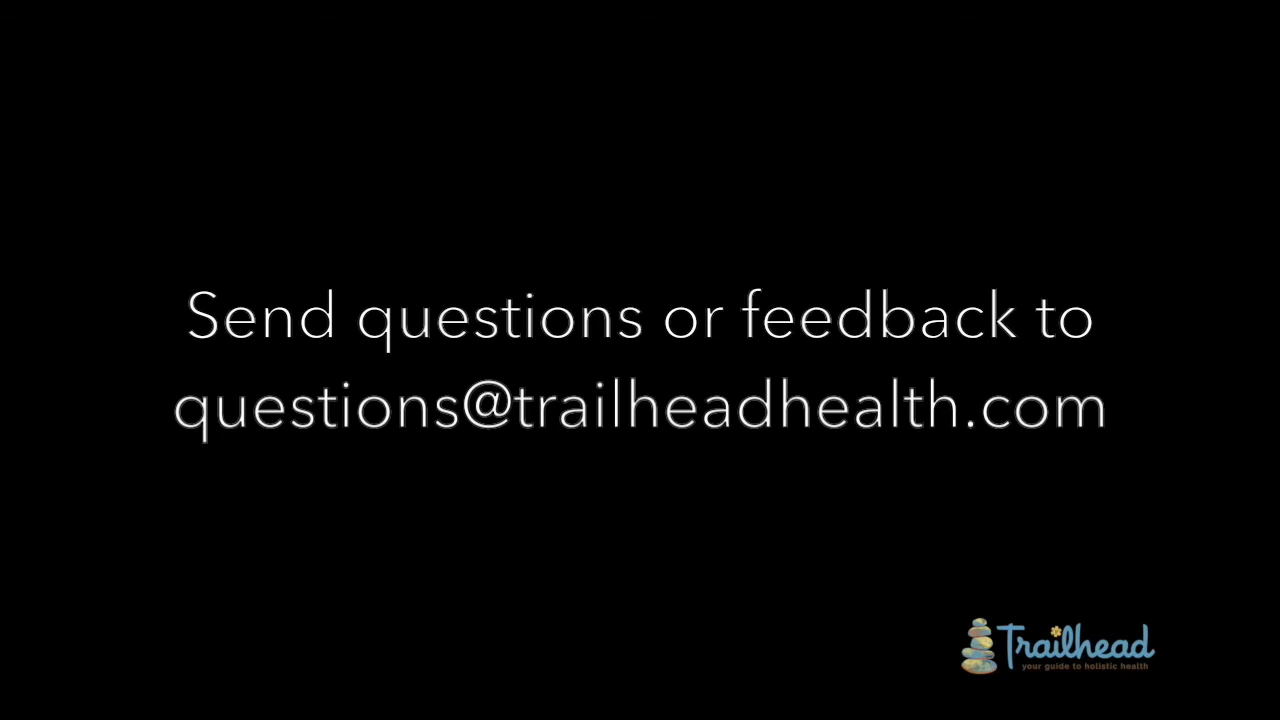 Send questions or feedback to
questions@trailheadhealth.com
Trailhead
your guide to holistic health